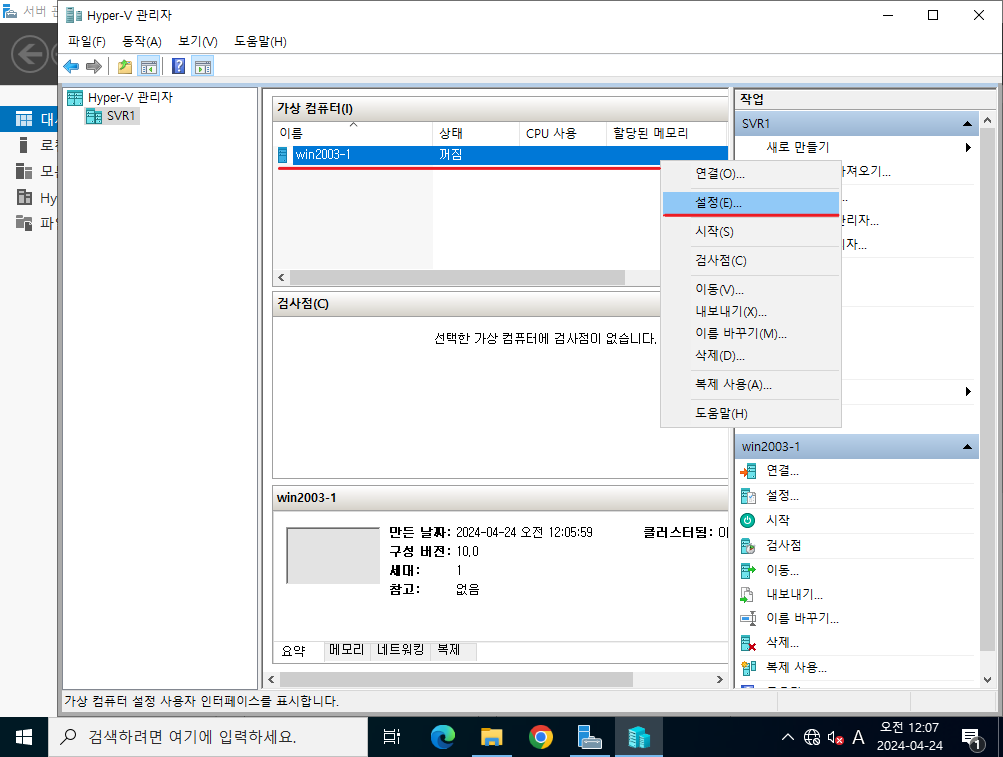 서버 관
Hyper-V 관리자
파일(F) 동작(A) 보기(V) 도움말(H)
대
로
모
Hy
파
Hyper-V 관리자
SVR1
가상 컴퓨터(I)
이름 상태 CPU 사용 할당된 메모리
win2003-1 꺼짐
검사점(C)
선택한 가상 컴퓨터에 검사점이 없습니다.
win2003-1
만든 날짜: 2024-04-24 오전 12:05:59 클러스터됨:
구성 버전: 10.0
세대: 1
참고: 없음
요약 메모리 네트워킹 복제
연결(O)...
설정(E)...
시작(S)
검사점(C)
이동(V)...
내보내기(X)...
이름 바꾸기(M)...
삭제(D)...
복제 사용(A)...
도움말(H)
작업
SVR1
새로 만들기
져오기...
...
리자...
자...
win2003-1
연결...
설정...
시작
검사점
이동...
내보내기...
이름 바꾸기...
삭제...
복제 사용...
가상 컴퓨터 설정 사용자 인터페이스를 표시합니다.
검색하려면 여기에 입력하세요.
A
오전 12:07
2024-04-24
1